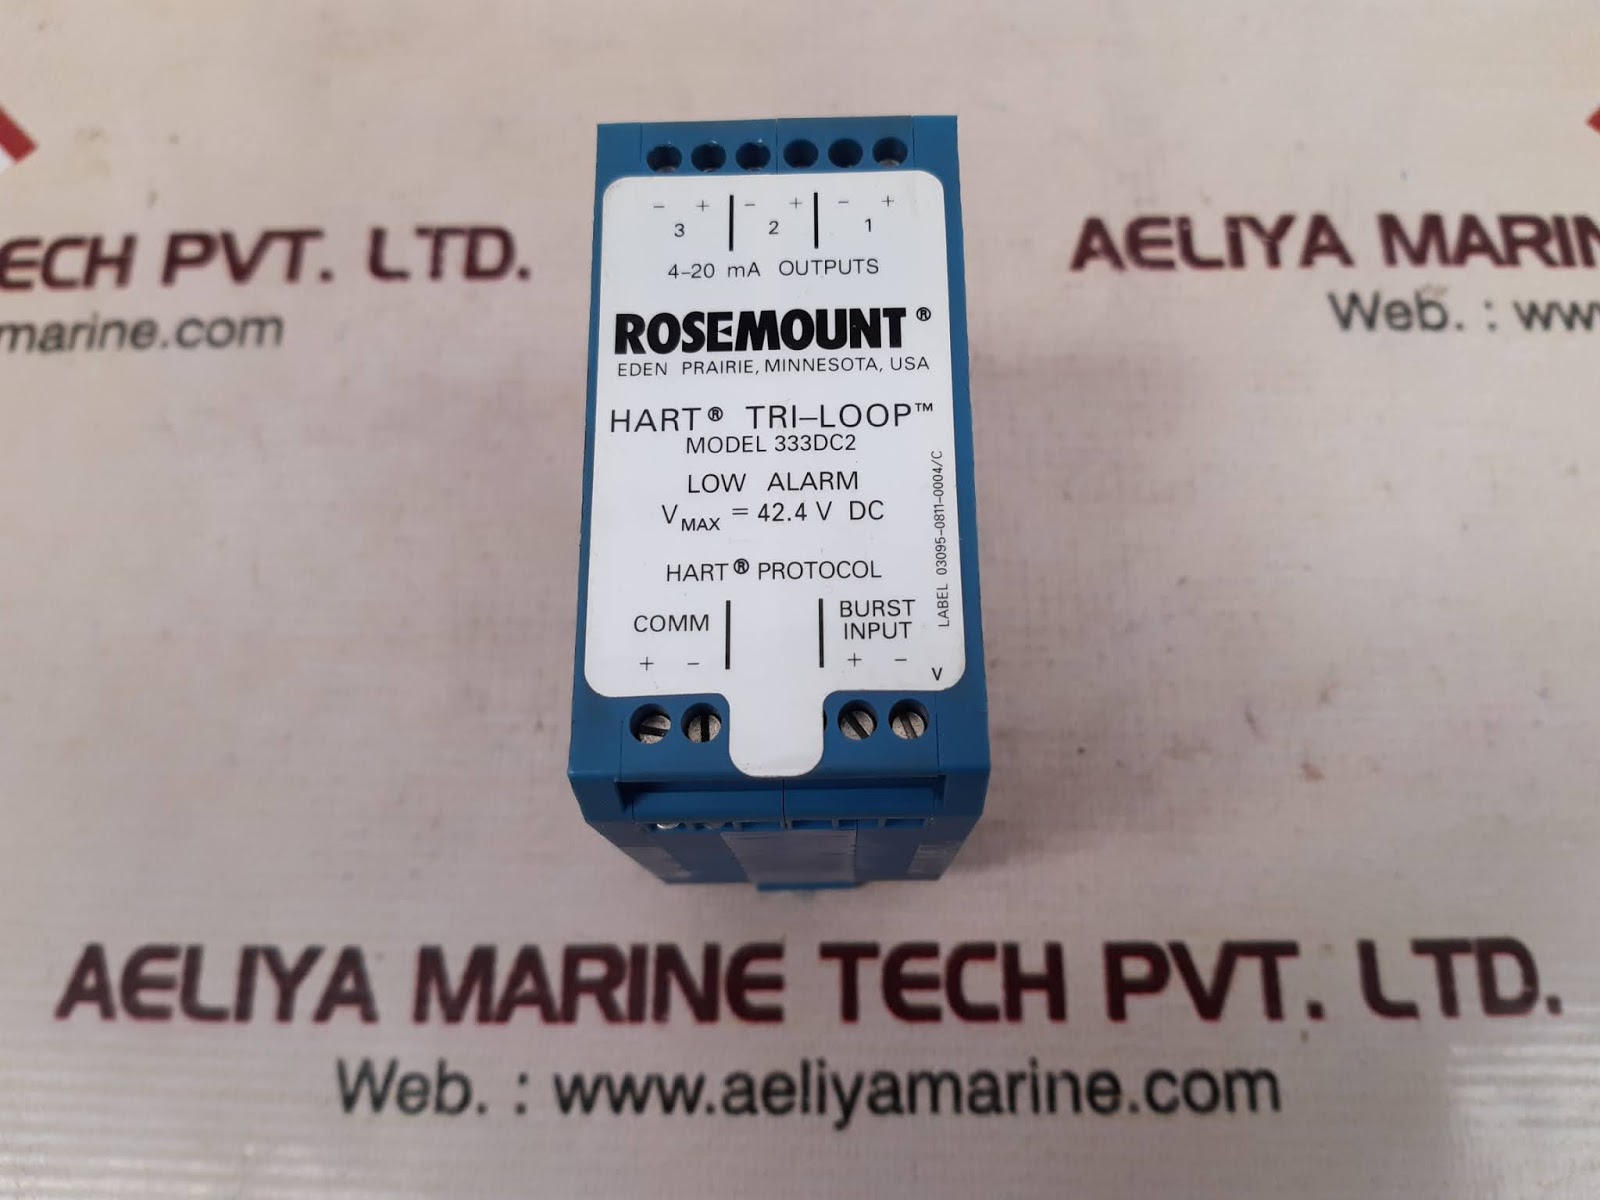 ECH PVT. LTD.
marine.com
AELIYA MARIN
Web. : ww
- + - + - +
3 2 1
4-20 mA OUTPUTS
ROSEMOUNT®
EDEN PRAIRIE, MINNESOTA, USA
HART® TRI-LOOP™
MODEL 333DC2
LOW ALARM
VMAX = 42.4 V DC
HART® PROTOCOL
COMM
BURST
INPUT
+ - + -
V
LABEL 03095-0811-0004/C
AELIYA MARINE TECH PVT. LTD.
Web. : www.aeliyamarine.com